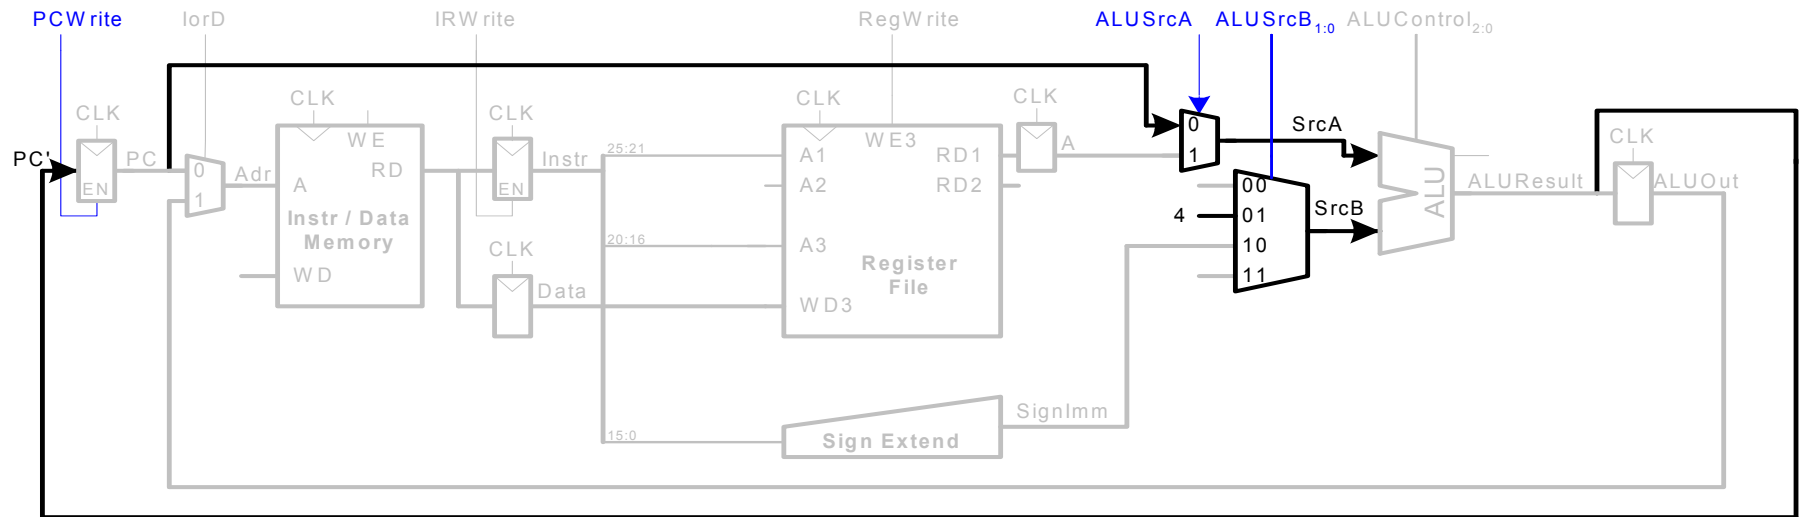 PCWrite IorD IRWrite RegWrite ALUSrcA ALUSrcB1:0 ALUControl2:0
CLK CLK CLK CLK CLK CLK
PC' PC EN
0 1 Adr
WE RD A
Instr / Data
Memory
WD
EN Instr
CLK
Data
25:21
20:16
15:0
A1 WE3 RD1
A2 RD2
A3
Register
File
WD3
A
0
1
SrcA
00
4 01
10
11
SrcB
ALU
ALUResult
ALUOut
SignImm
Sign Extend